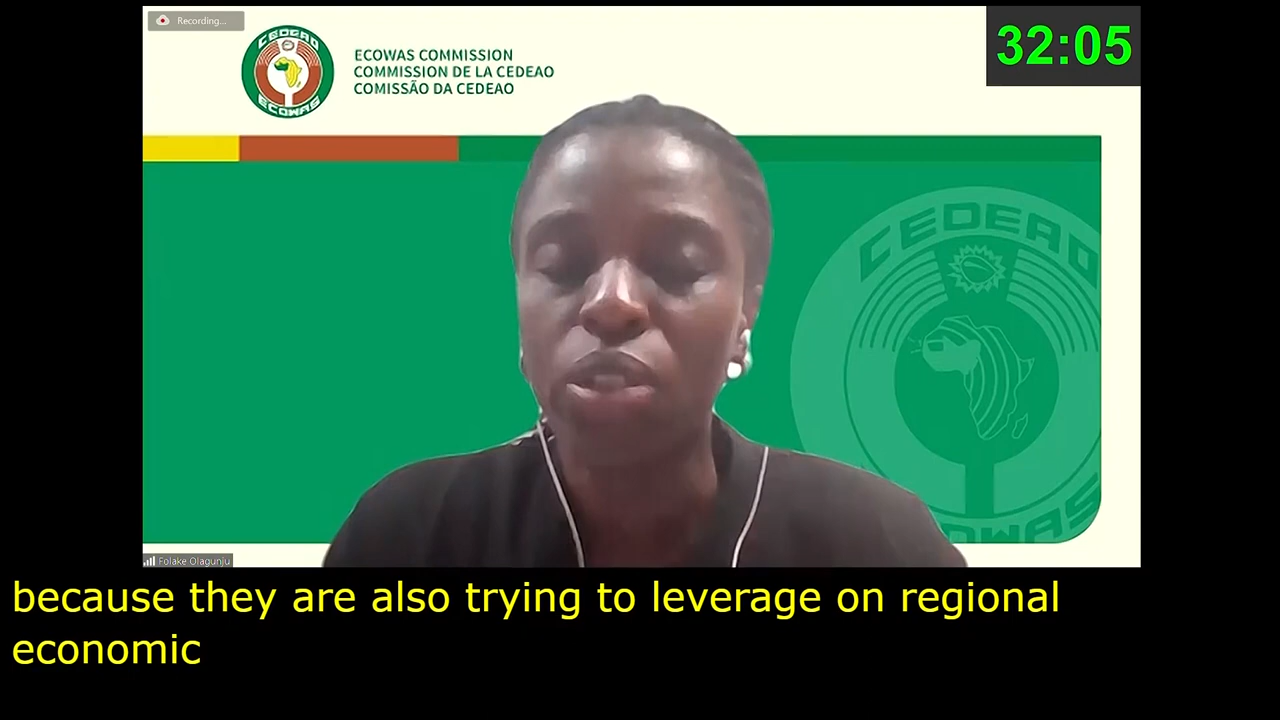 Recording...
CEDEAO
ECOWAS
ECOWAS COMMISSION
COMMISSION DE LA CEDEAO
COMISSÃO DA CEDEAO
32:05
CEDEAO
ECOWAS
Folake Olagunju
because they are also trying to leverage on regional
economic